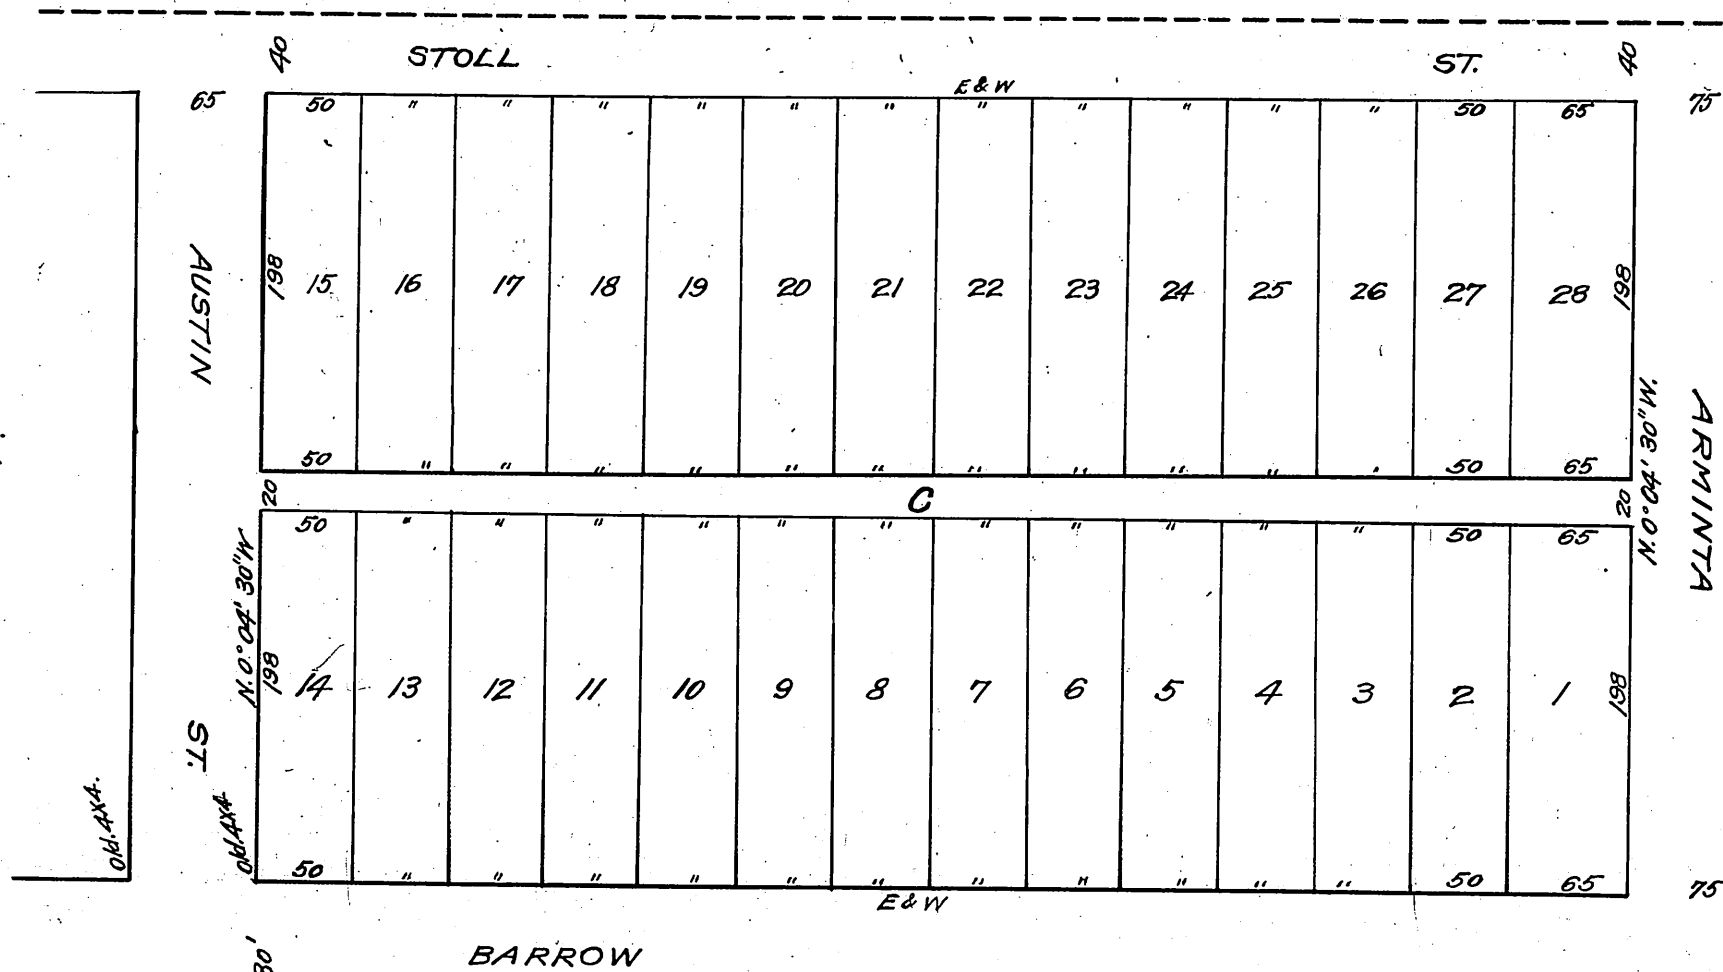 40 STOLL ST. 40
65 E & W 75
50 " " " " " " " " " " " 50 65
198 15 16 17 18 19 20 21 22 23 24 25 26 27 28 198
AUSTIN
50 " " " " " " " " " " 50 65
N.0°.04'.30"W.
ARMINTA
20 C 20
50 " " " " " " " " " " " 50 65
N.0.°04' 30"W
198 14 13 12 11 10 9 8 7 6 5 4 3 2 1 198
ST.
Old.4X4.
Old.4X4
50 " " " " " " " " " " " 50 65
E & W 75
BARROW